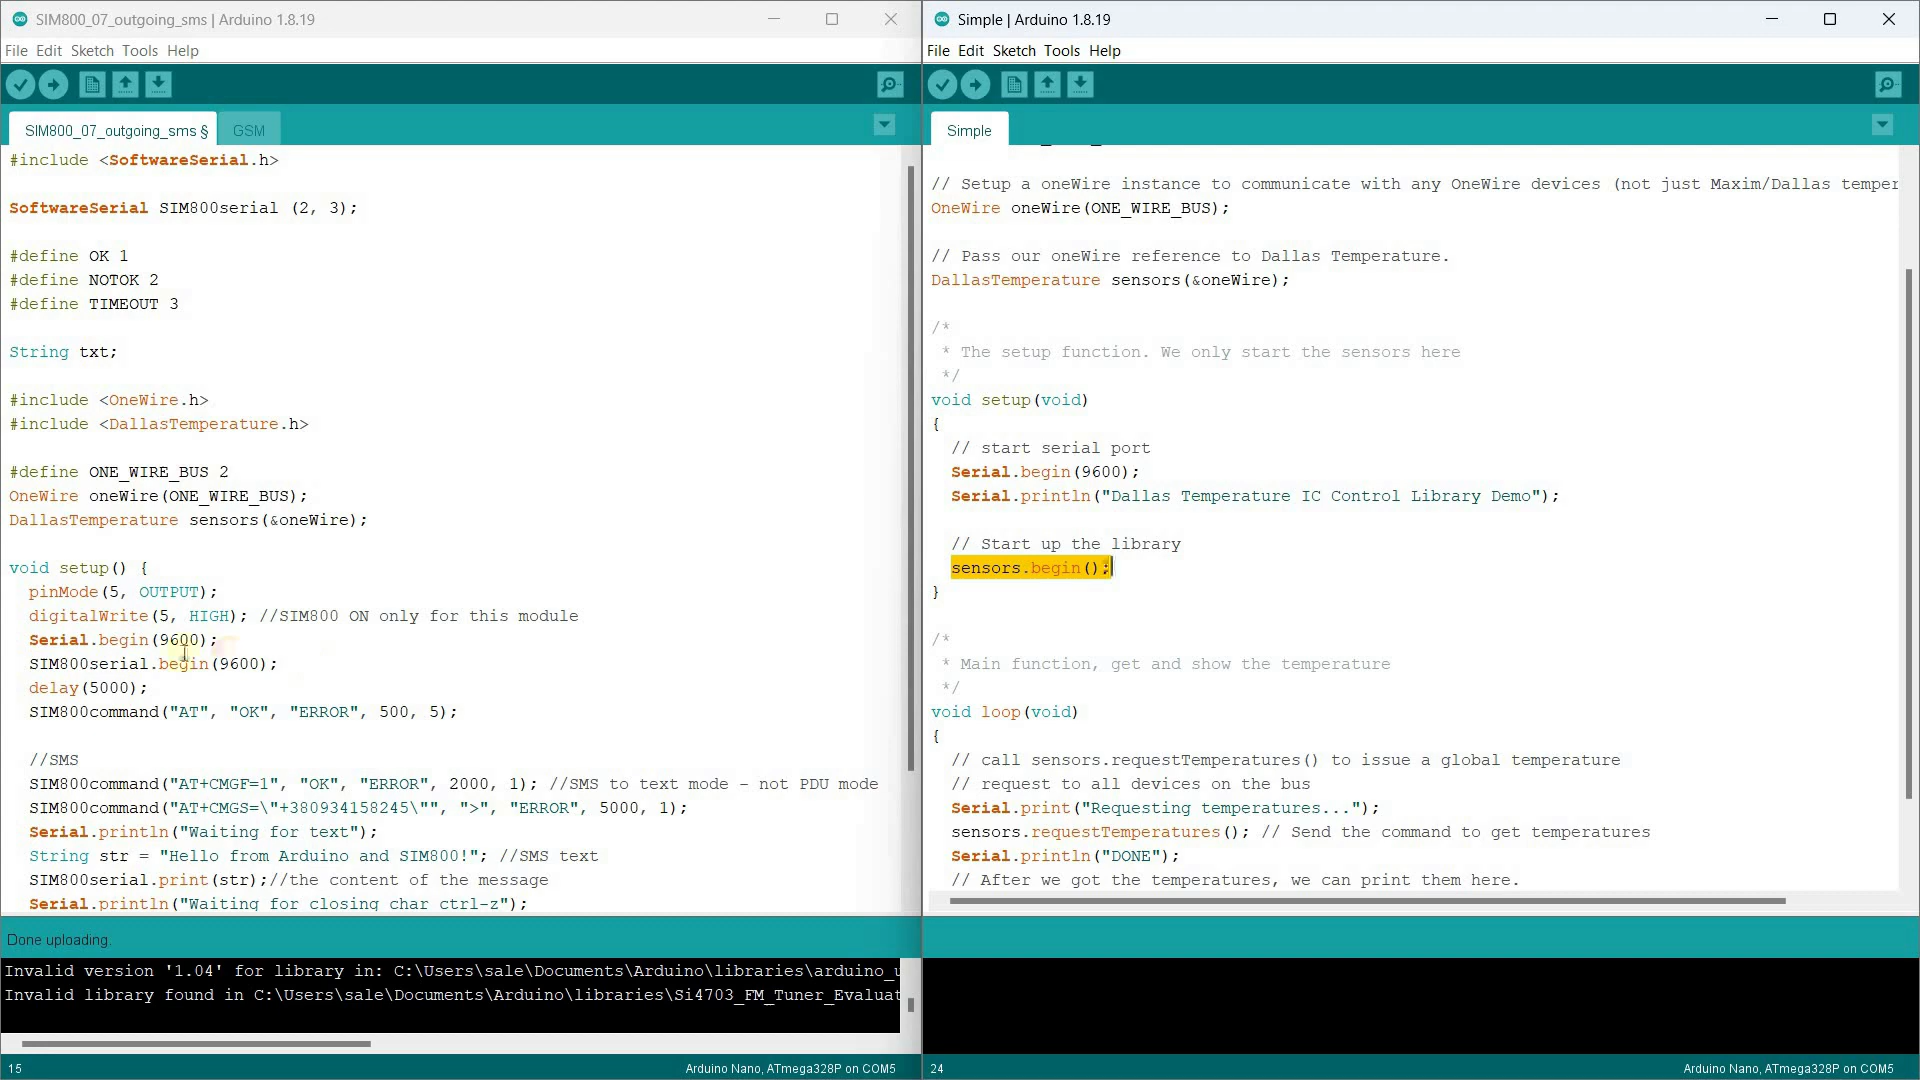 SIM800_07_outgoing_sms | Arduino 1.8.19
File Edit Sketch Tools Help
SIM800_07_outgoing_sms §
GSM
#include <SoftwareSerial.h>
SoftwareSerial SIM800serial (2, 3);
#define OK 1
#define NOTOK 2
#define TIMEOUT 3
String txt;
#include <OneWire.h>
#include <DallasTemperature.h>
#define ONE_WIRE_BUS 2
OneWire oneWire(ONE_WIRE_BUS);
DallasTemperature sensors(&oneWire);
void setup() {
pinMode(5, OUTPUT);
digitalWrite(5, HIGH); //SIM800 ON only for this module
Serial.begin(9600);
SIM800serial.begin(9600);
delay(5000);
SIM800command("AT", "OK", "ERROR", 500, 5);
//SMS
SIM800command("AT+CMGF=1", "OK", "ERROR", 2000, 1); //SMS to text mode - not PDU mode
SIM800command("AT+CMGS=\"+380934158245\"", ">", "ERROR", 5000, 1);
Serial.println("Waiting for text");
String str = "Hello from Arduino and SIM800!"; //SMS text
SIM800serial.print(str);//the content of the message
Serial.println("Waiting for closing char ctrl-z");
Done uploading.
Invalid version '1.04' for library in: C:\Users\sale\Documents\Arduino\libraries\arduino_u
Invalid library found in C:\Users\sale\Documents\Arduino\libraries\Si4703_FM_Tuner_Evaluat
15
Arduino Nano, ATmega328P on COM5
Simple | Arduino 1.8.19
File Edit Sketch Tools Help
Simple
// Setup a oneWire instance to communicate with any OneWire devices (not just Maxim/Dallas temper
OneWire oneWire(ONE_WIRE_BUS);
// Pass our oneWire reference to Dallas Temperature.
DallasTemperature sensors(&oneWire);
/*
* The setup function. We only start the sensors here
*/
void setup(void)
{
// start serial port
Serial.begin(9600);
Serial.println("Dallas Temperature IC Control Library Demo");
// Start up the library
sensors.begin();
}
/*
* Main function, get and show the temperature
*/
void loop(void)
{
// call sensors.requestTemperatures() to issue a global temperature
// request to all devices on the bus
Serial.print("Requesting temperatures...");
sensors.requestTemperatures(); // Send the command to get temperatures
Serial.println("DONE");
// After we got the temperatures, we can print them here.
24
Arduino Nano, ATmega328P on COM5